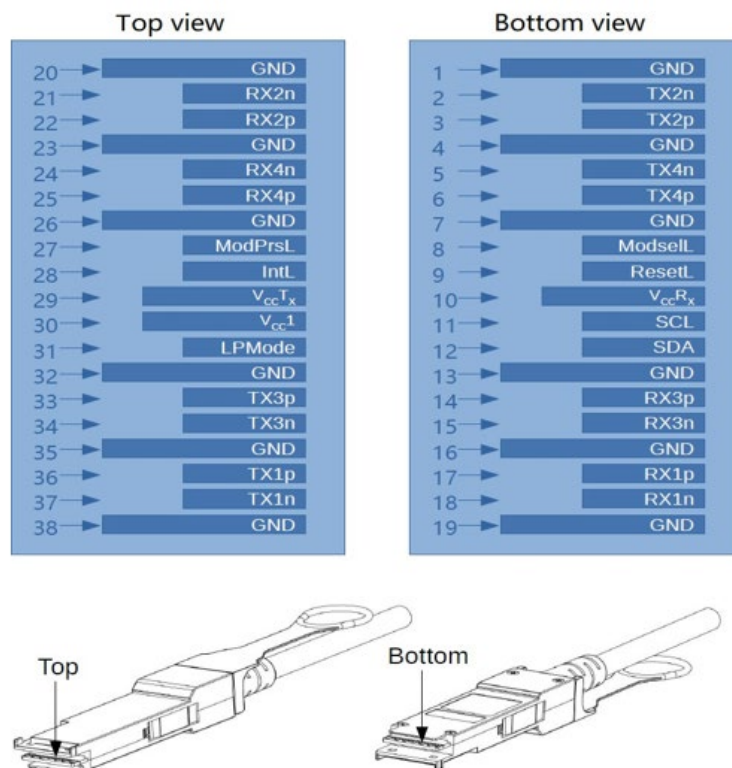 Top view
20 GND
21 RX2n
22 RX2p
23 GND
24 RX4n
25 RX4p
26 GND
27 ModPrsL
28 IntL
29 VccTx
30 Vcc1
31 LPMode
32 GND
33 TX3p
34 TX3n
35 GND
36 TX1p
37 TX1n
38 GND
Bottom view
1 GND
2 TX2n
3 TX2p
4 GND
5 TX4n
6 TX4p
7 GND
8 ModselL
9 ResetL
10 VccRx
11 SCL
12 SDA
13 GND
14 RX3p
15 RX3n
16 GND
17 RX1p
18 RX1n
19 GND
Top
Bottom